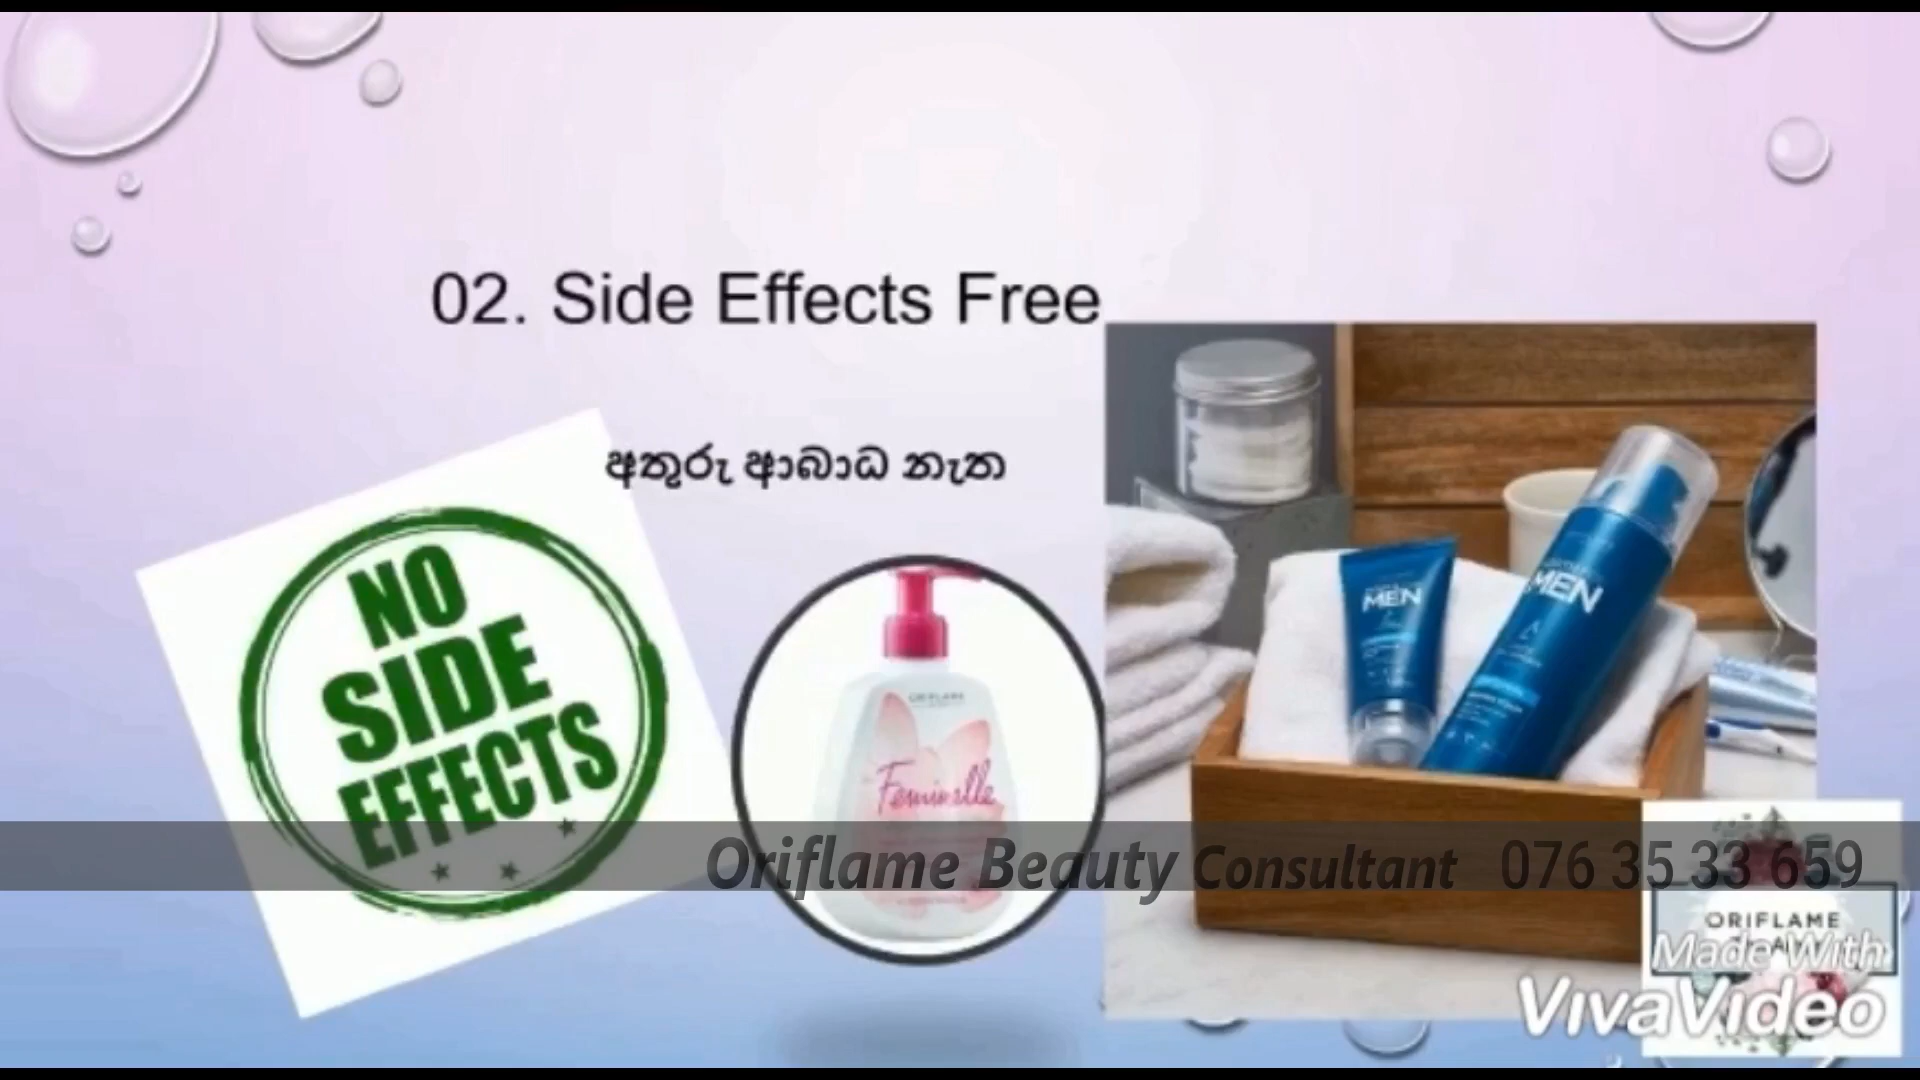 02. Side Effects Free
අතුරු ආබාධ නැත
NO
SIDE
EFFECTS
ORIFLAME
Feminelle
MEN
MEN
Oriflame Beauty Consultant 076 35 33 659
ORIFLAME
Made With
VivaVideo